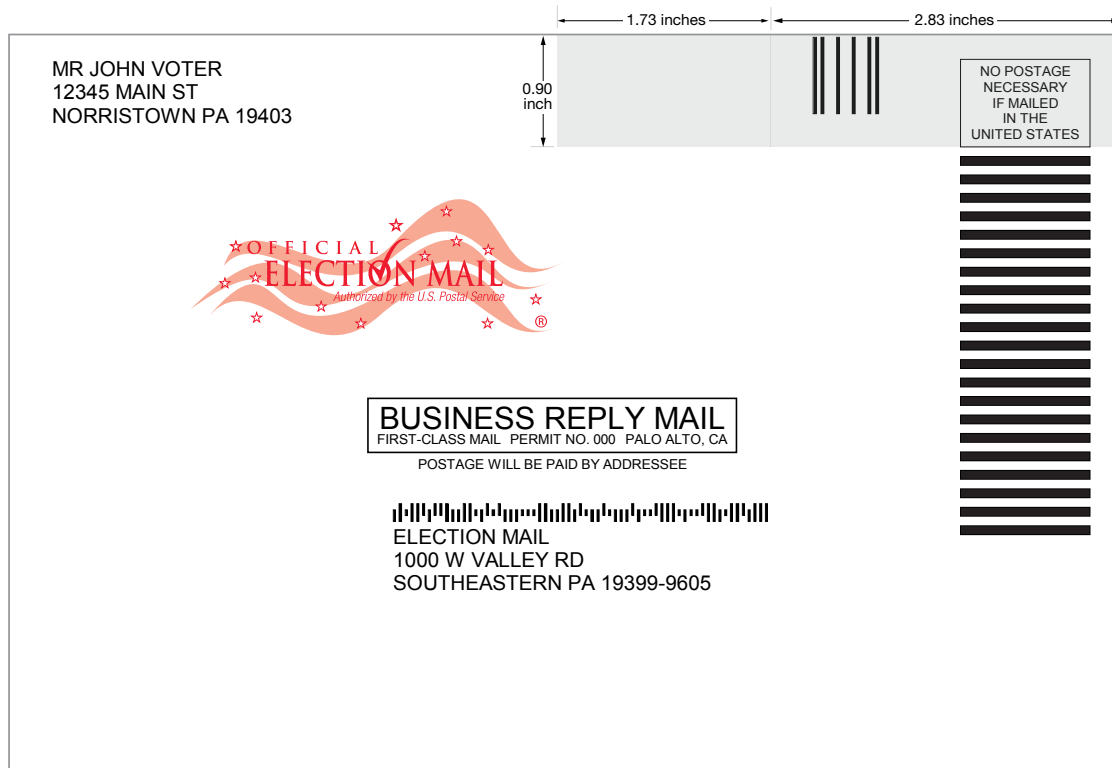 1.73 inches
2.83 inches
MR JOHN VOTER
12345 MAIN ST
NORRISTOWN PA 19403
0.90
inch
NO POSTAGE
NECESSARY
IF MAILED
IN THE
UNITED STATES
OFFICIAL
ELECTION MAIL
Authorized by the U.S. Postal Service
®
BUSINESS REPLY MAIL
FIRST-CLASS MAIL PERMIT NO. 000 PALO ALTO, CA
POSTAGE WILL BE PAID BY ADDRESSEE
ELECTION MAIL
1000 W VALLEY RD
SOUTHEASTERN PA 19399-9605